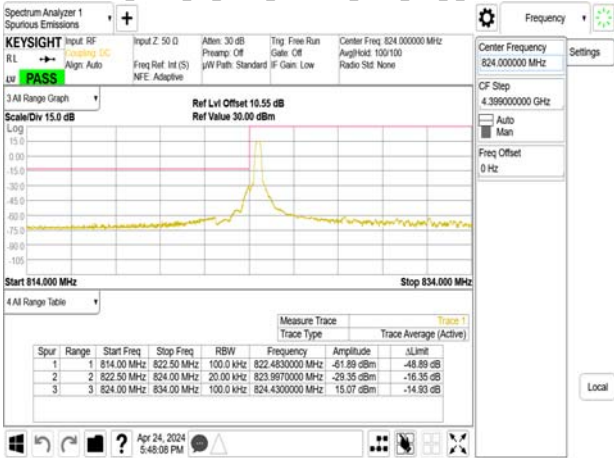 Spectrum Analyzer 1
Spurious Emissions
+
Frequency
KEYSIGHT
RL
LXI PASS
Input: RF
Coupling: DC
Align: Auto
Input Z: 50 Ω
Freq Ref: Int (S)
NFE: Adaptive
Atten: 30 dB
Preamp: Off
µW Path: Standard
Trig: Free Run
Gate: Off
IF Gain: Low
Center Freq: 824.000000 MHz
Avg|Hold: 100/100
Radio Std: None
Center Frequency
824.000000 MHz
Settings
CF Step
4.399000000 GHz
Auto
Man
Freq Offset
0 Hz
Local
3 All Range Graph
Scale/Div 15.0 dB
Ref Lvl Offset 10.55 dB
Ref Value 30.00 dBm
Log
15.0
0.00
-15.0
-30.0
-45.0
-60.0
-75.0
-90.0
-105
Start 814.000 MHz
Stop 834.000 MHz
4 All Range Table
Measure Trace Trace 1
Trace Type Trace Average (Active)
Spur Range Start Freq Stop Freq RBW Frequency Amplitude ΔLimit
1 1 814.00 MHz 822.50 MHz 100.0 kHz 822.4830000 MHz -61.89 dBm -48.89 dB
2 2 822.50 MHz 824.00 MHz 20.00 kHz 823.9970000 MHz -29.35 dBm -16.35 dB
3 3 824.00 MHz 834.00 MHz 100.0 kHz 824.4300000 MHz 15.07 dBm -14.93 dB
?
Apr 24, 2024
5:48:08 PM